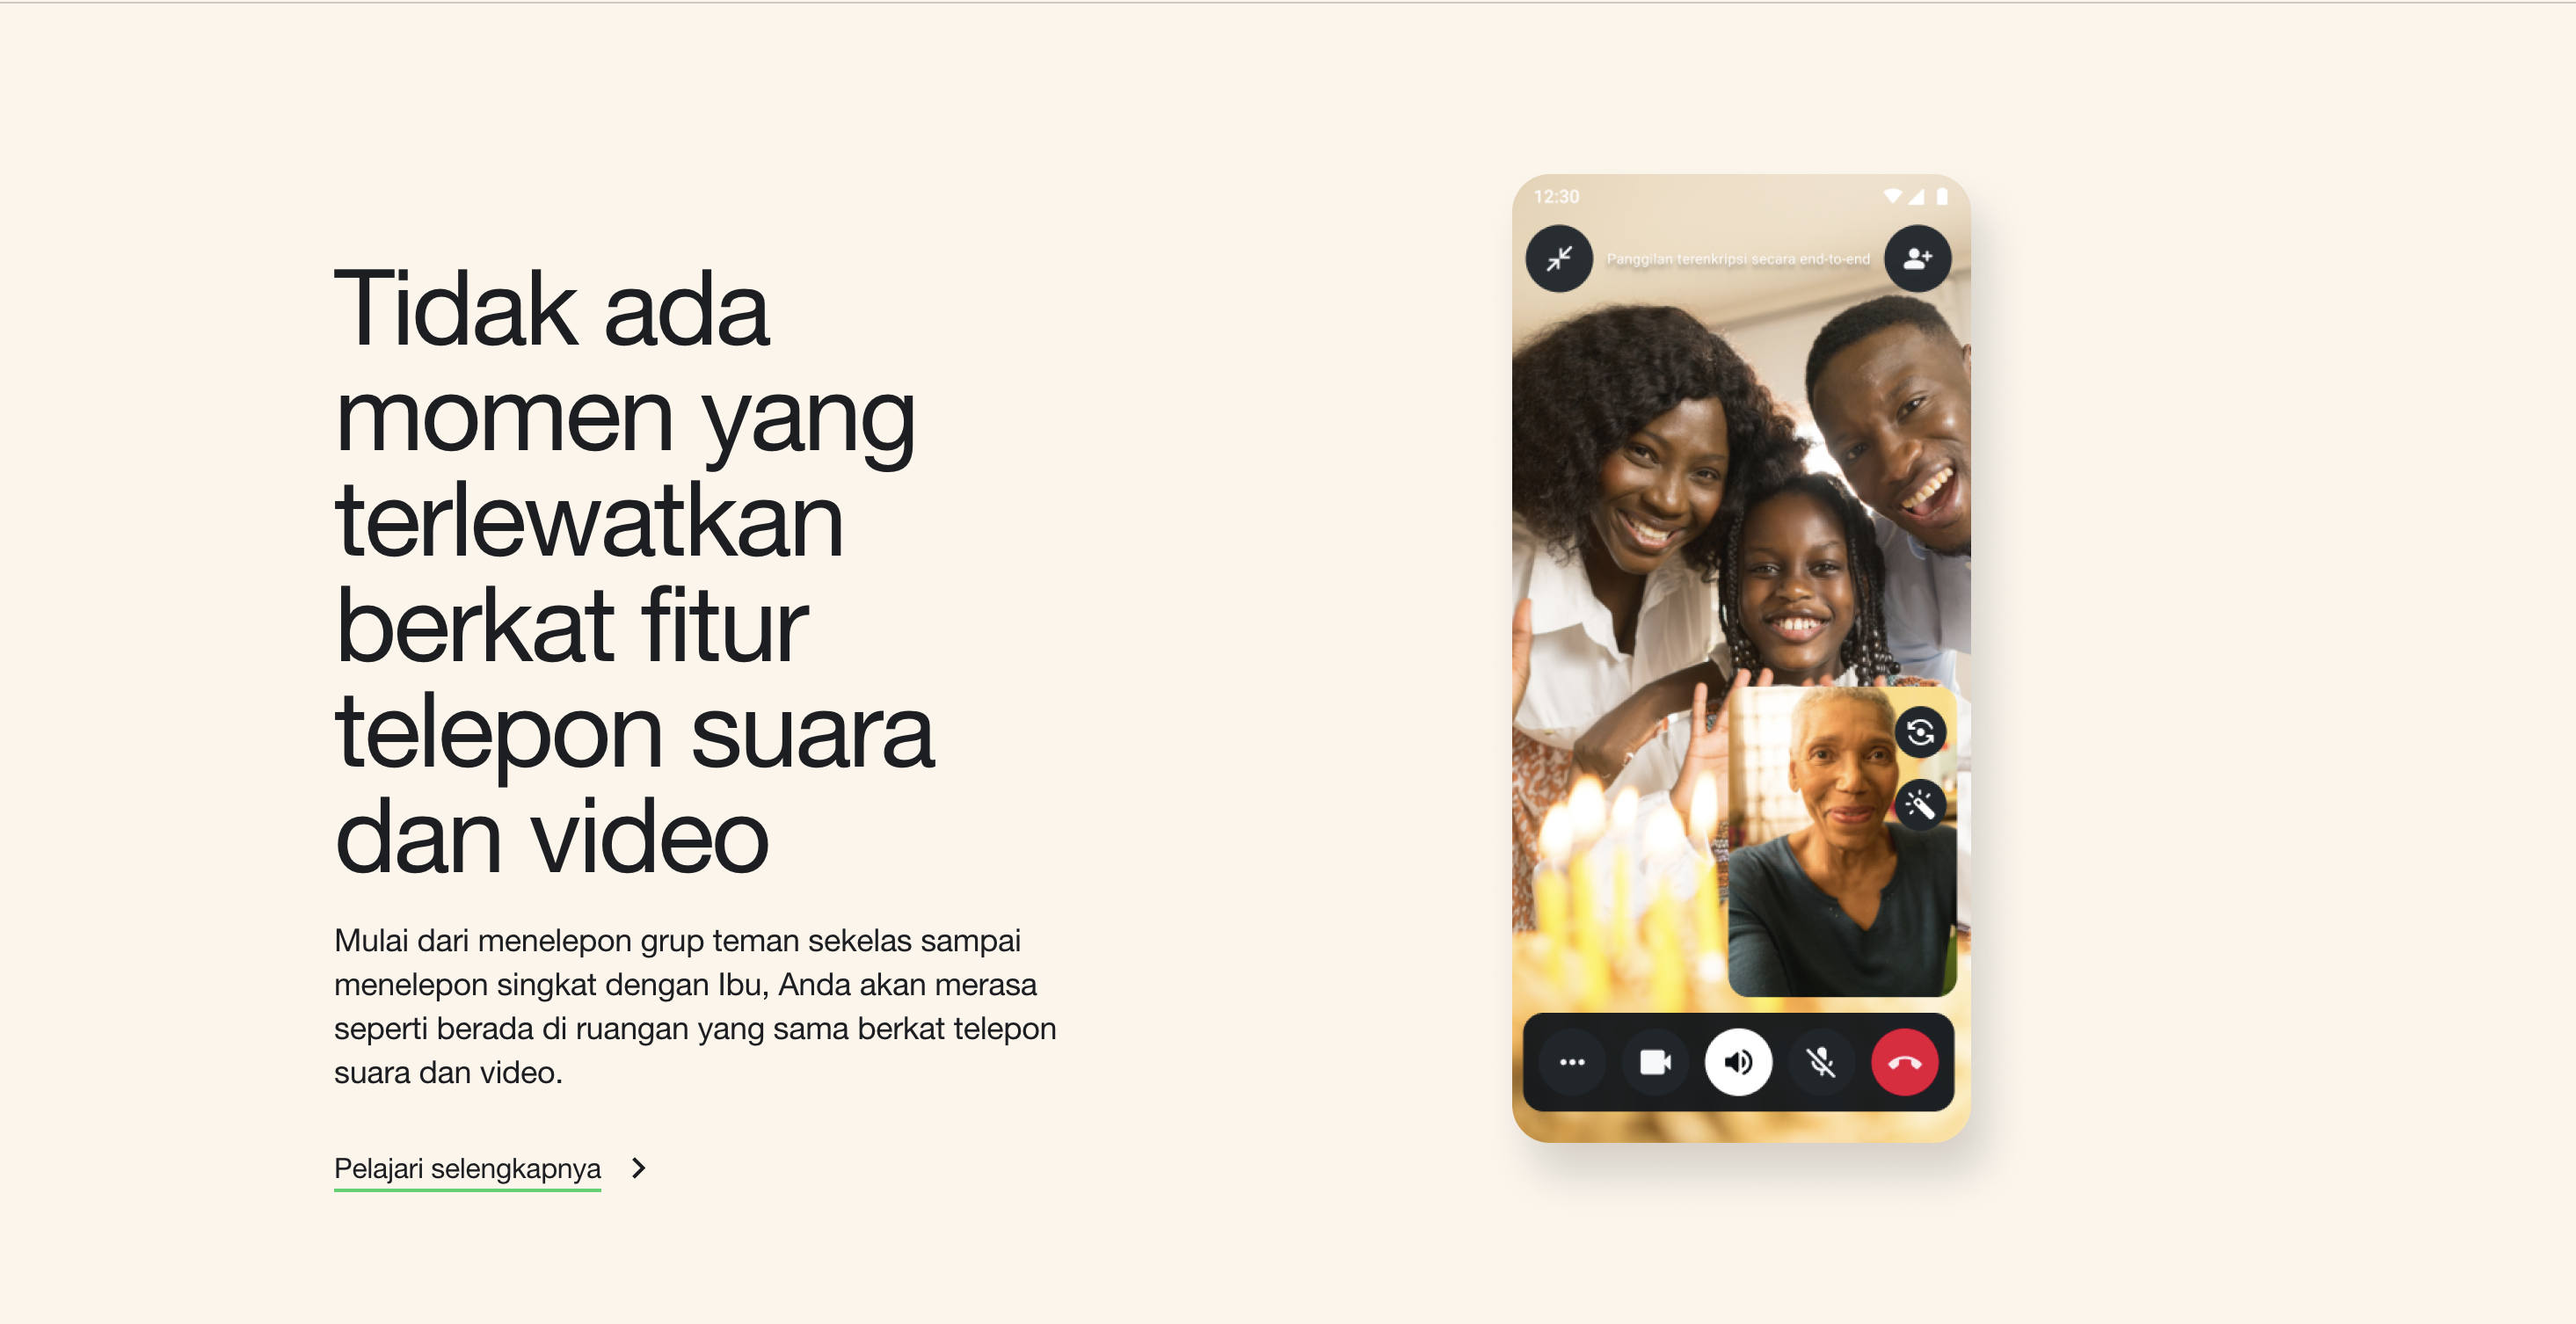 Tidak ada
momen yang
terlewatkan
berkat fitur
telepon suara
dan video
Mulai dari menelepon grup teman sekelas sampai
menelepon singkat dengan Ibu, Anda akan merasa
seperti berada di ruangan yang sama berkat telepon
suara dan video.
Pelajari selengkapnya
12:30
Panggilan terenkripsi secara end-to-end